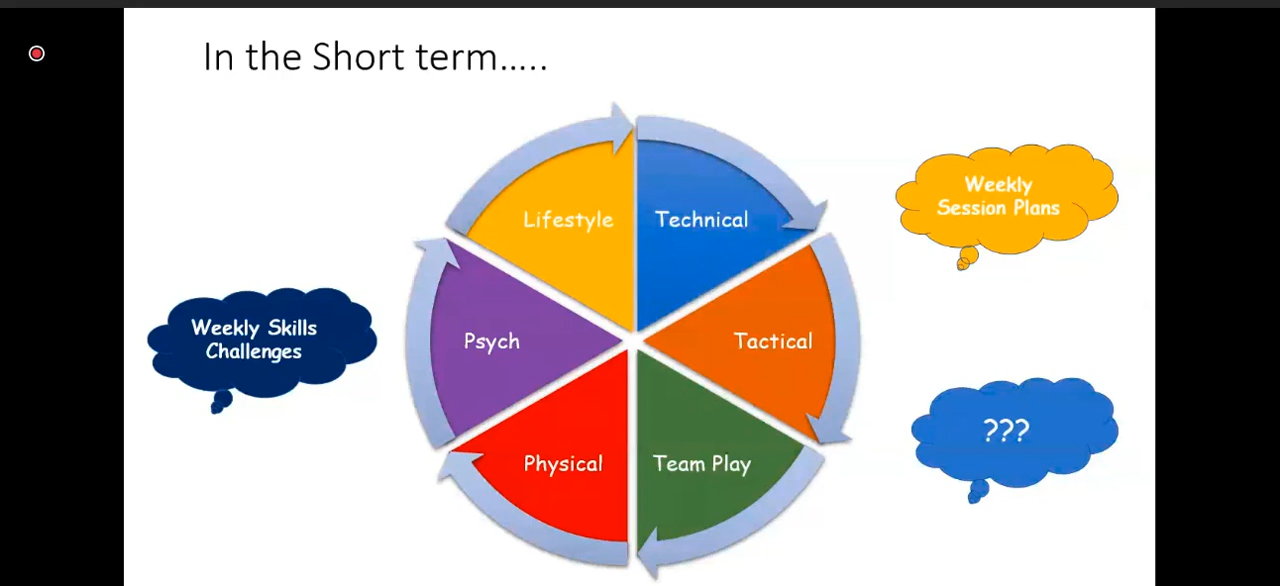 In the Short term.....
Lifestyle
Technical
Weekly
Session Plans
Weekly Skills
Challenges
Psych
Tactical
???
Physical
Team Play